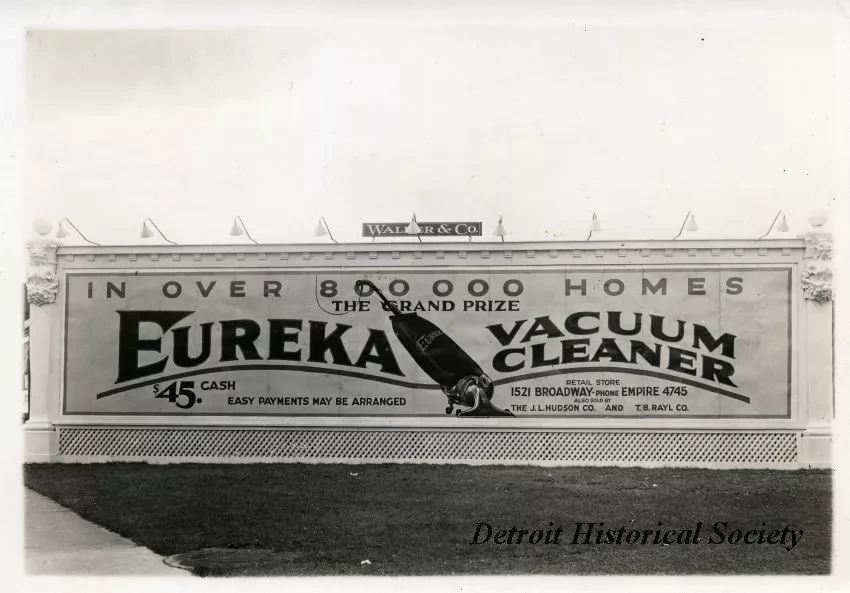 WALKER & CO.
IN OVER 800000 HOMES
THE GRAND PRIZE
EUREKA
VACUUM
CLEANER
EUREKA
$45. CASH
EASY PAYMENTS MAY BE ARRANGED
RETAIL STORE
1521 BROADWAY-PHONE EMPIRE 4745
ALSO SOLD BY
THE J.L.HUDSON CO. AND T.B.RAYL CO.
Detroit Historical Society